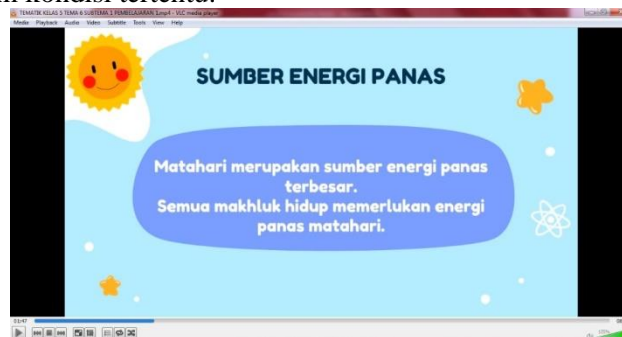 kondisi tertentu.
TEMATIK KELAS 5 TEMA 6 SUBTEMA 1 PEMBELAJARAN 1.mp4 - VLC media player
Media Playback Audio Video Subtitle Tools View Help
SUMBER ENERGI PANAS
Matahari merupakan sumber energi panas
terbesar.
Semua makhluk hidup memerlukan energi
panas matahari.
01:47
100%